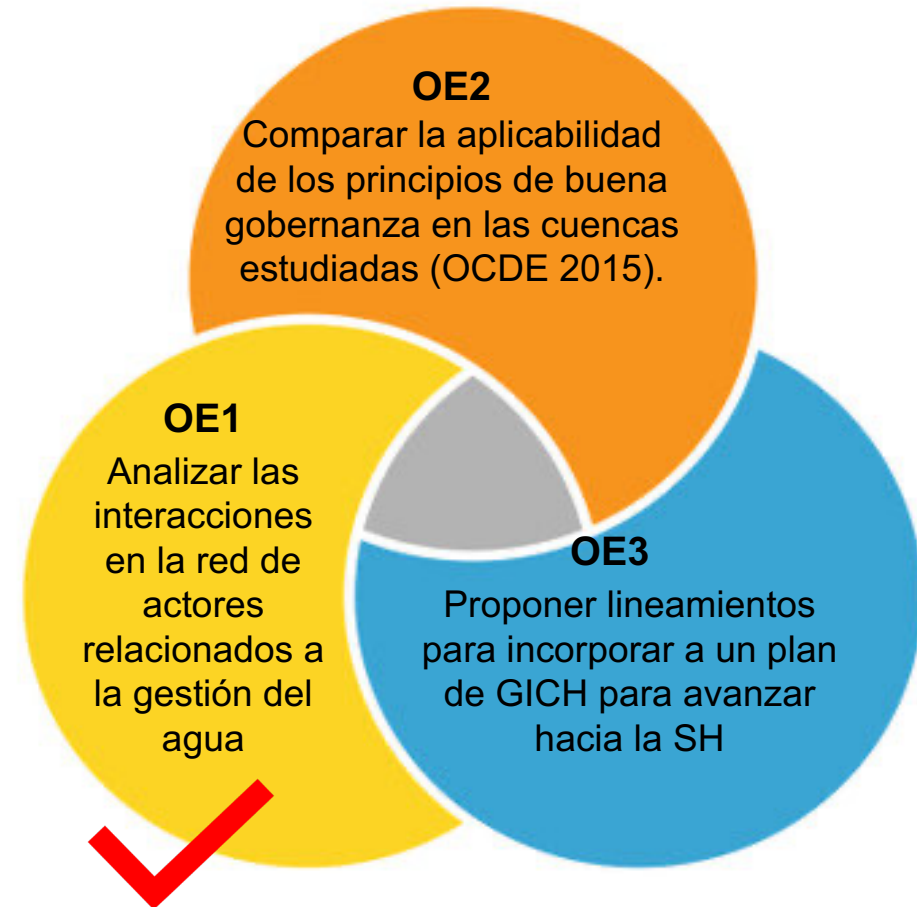 OE2
Comparar la aplicabilidad
de los principios de buena
gobernanza en las cuencas
estudiadas (OCDE 2015).
OE1
Analizar las
interacciones
en la red de
actores
relacionados a
la gestión del
agua
OE3
Proponer lineamientos
para incorporar a un plan
de GICH para avanzar
hacia la SH